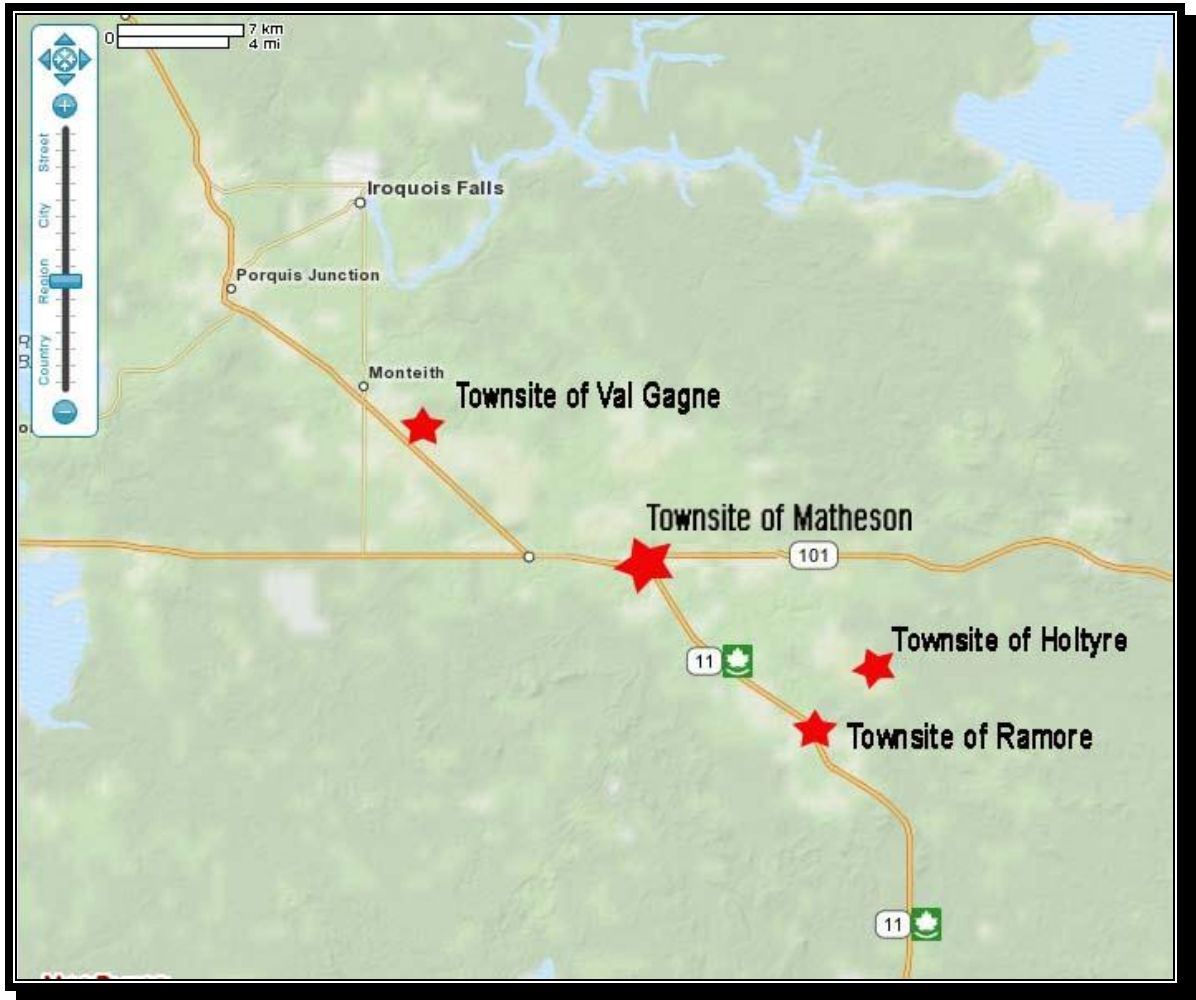 0
7 km
4 mi
Street
City
Region
Country
Iroquois Falls
Porquis Junction
Monteith
Townsite of Val Gagne
Townsite of Matheson
101
Townsite of Holtyre
11
Townsite of Ramore
11